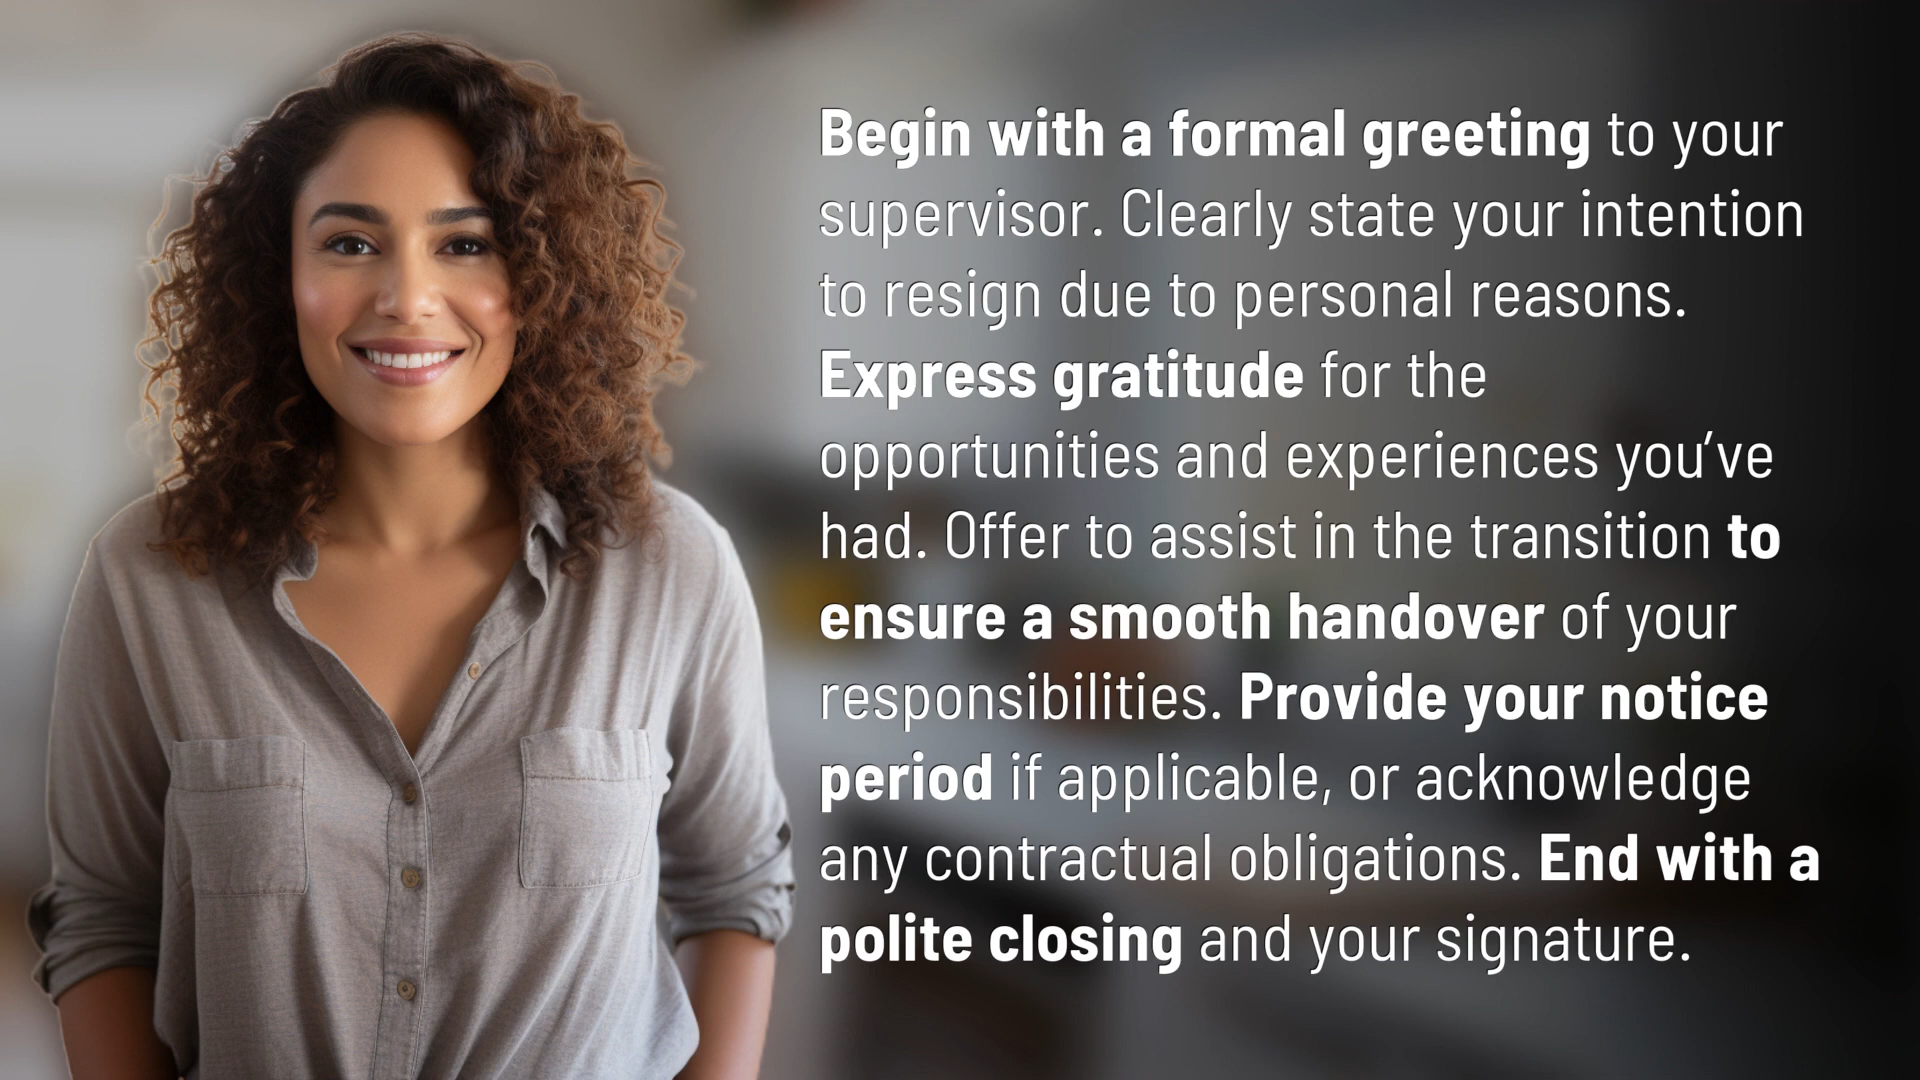 Begin with a formal greeting to your
supervisor. Clearly state your intention
to resign due to personal reasons.
Express gratitude for the
opportunities and experiences you’ve
had. Offer to assist in the transition to
ensure a smooth handover of your
responsibilities. Provide your notice
period if applicable, or acknowledge
any contractual obligations. End with a
polite closing and your signature.